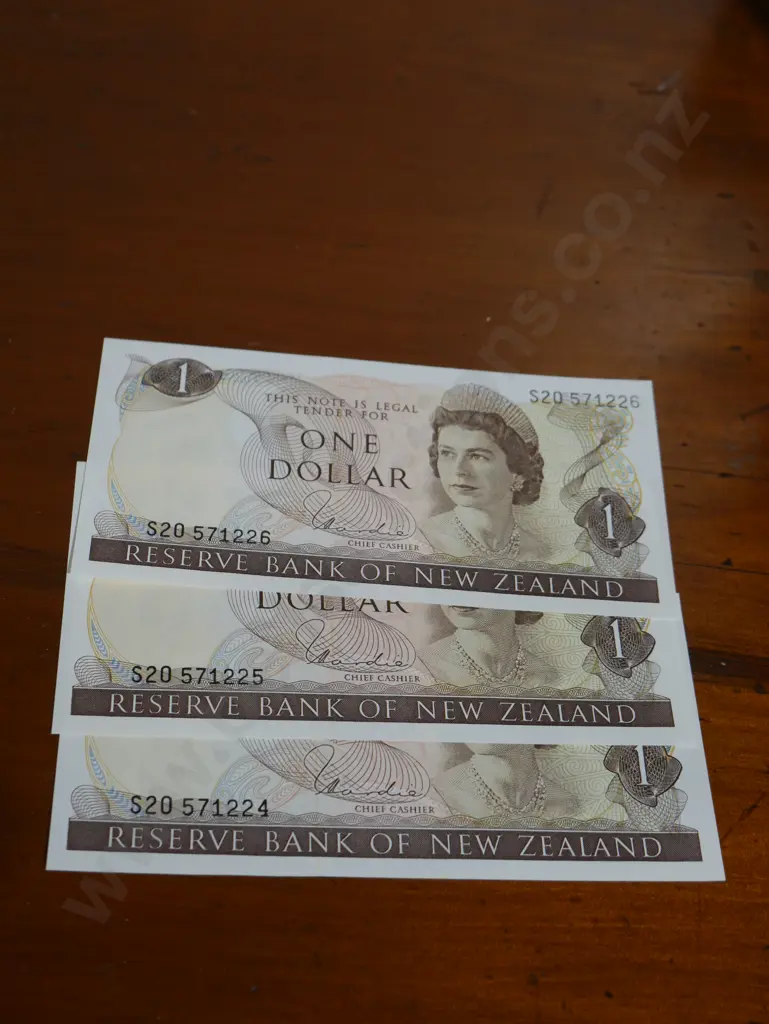 1
S20 571226
THIS NOTE IS LEGAL
TENDER FOR
ONE
DOLLAR
1
S20 571226
CHIEF CASHIER
RESERVE BANK OF NEW ZEALAND
DOLLAR
1
S20 571225
CHIEF CASHIER
RESERVE BANK OF NEW ZEALAND
1
S20 571224
CHIEF CASHIER
RESERVE BANK OF NEW ZEALAND